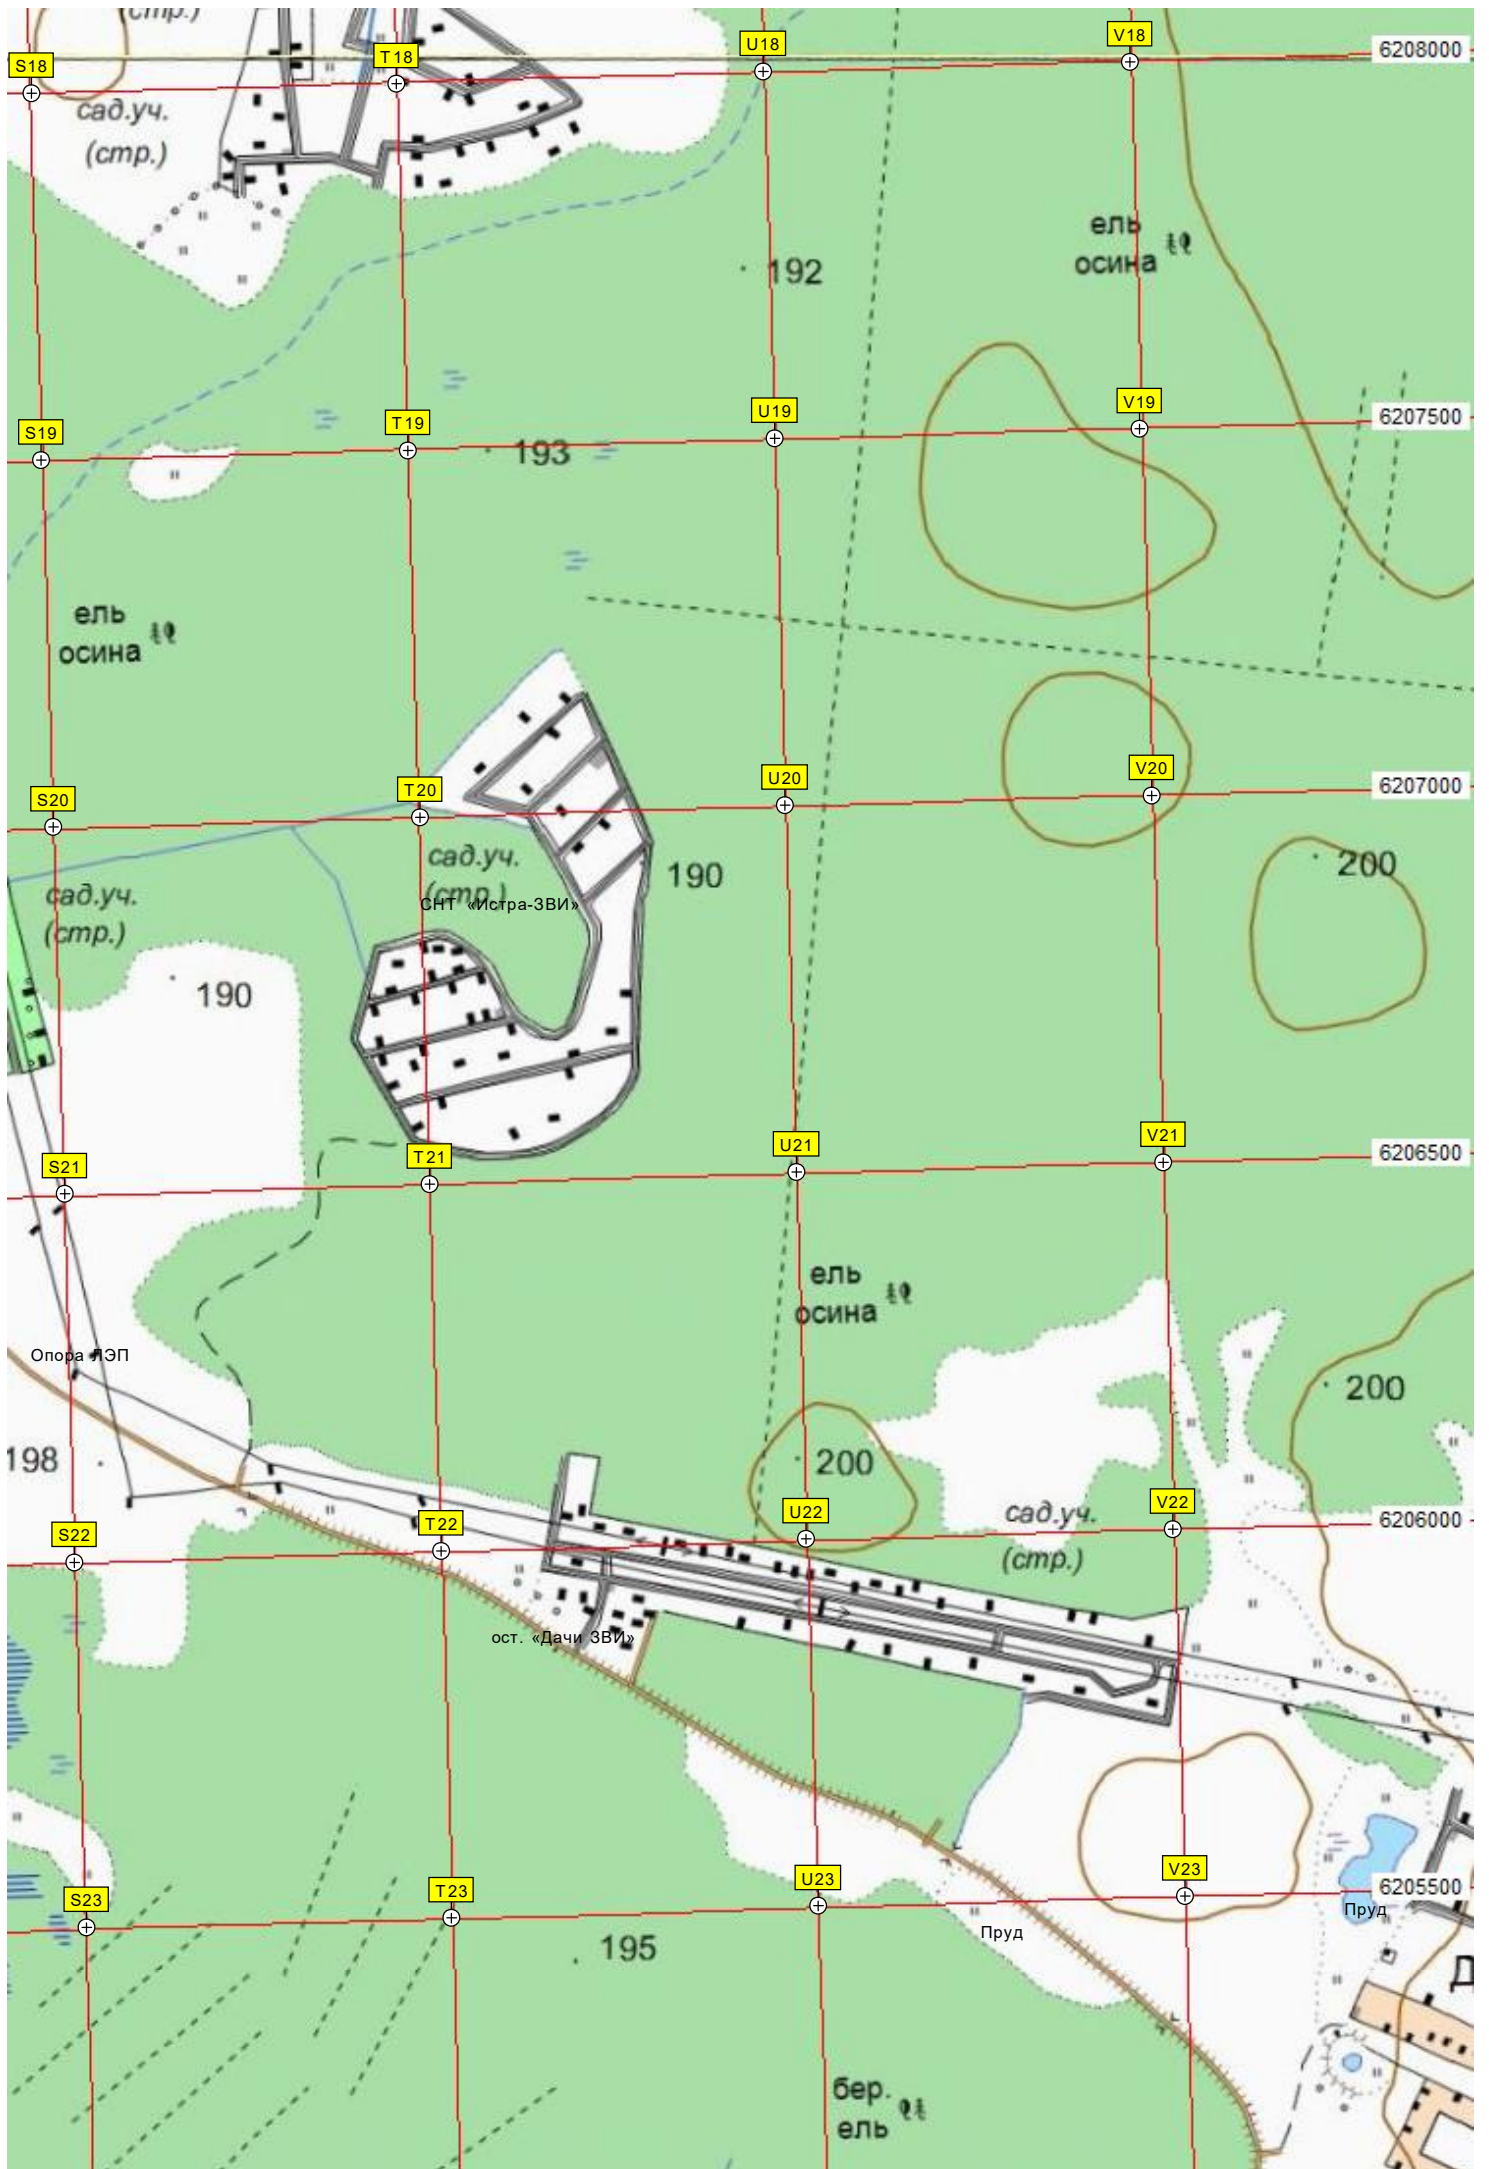 (стр.)
S18
T18
U18
V18
6208000
сад.уч.
(стр.)
ель
осина
192
S19
T19
U19
V19
6207500
193
ель
осина
S20
T20
U20
V20
6207000
сад.уч.
(стр.)
СНТ «Истра-ЗВИ»
190
200
сад.уч.
(стр.)
190
S21
T21
U21
V21
6206500
ель
осина
Опора ЛЭП
200
198
200
S22
T22
U22
V22
6206000
сад.уч.
(стр.)
ост. «Дачи ЗВИ»
S23
T23
U23
V23
6205500
Пруд
Пруд
195
Д
бер.
ель